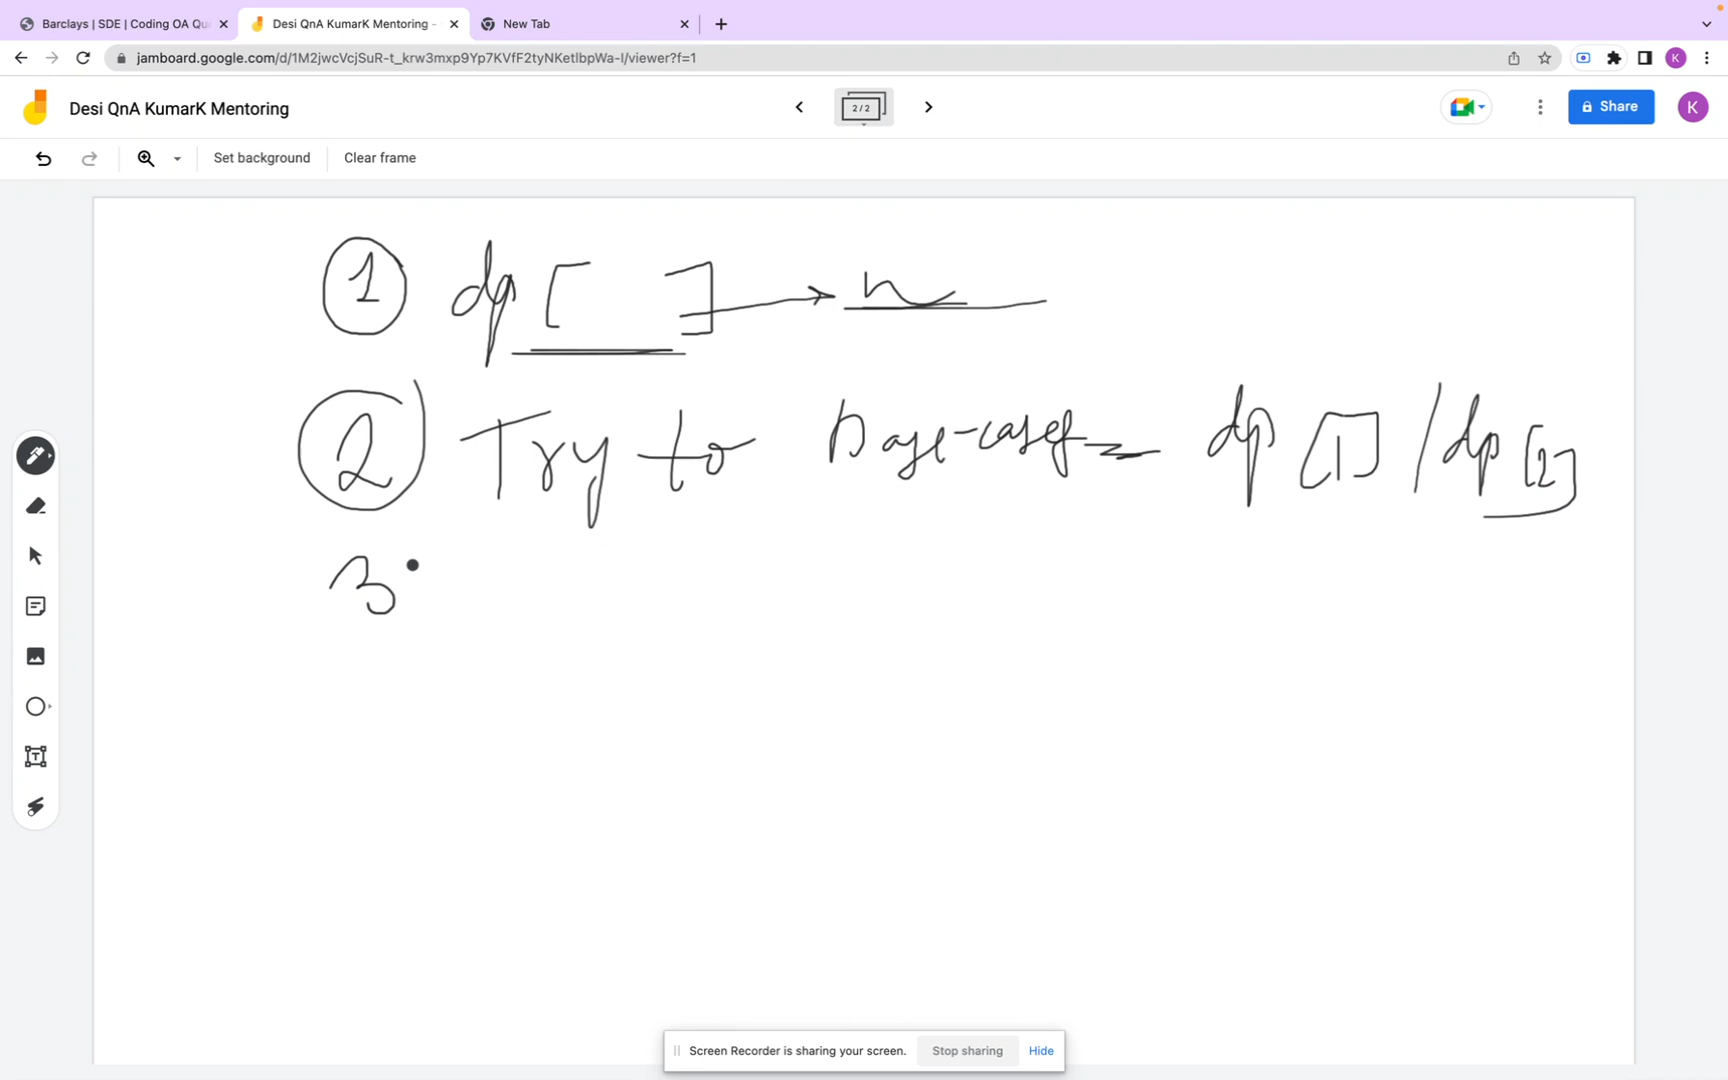 Barclays | SDE | Coding OA Qu
Desi QnA KumarK Mentoring -
New Tab
jamboard.google.com/d/1M2jwcVcjSuR-t_krw3mxp9Yp7KVfF2tyNKetlbpWa-I/viewer?f=1
K
Desi QnA KumarK Mentoring
2 / 2
Share
K
Set background
Clear frame
1 dp [ ] → n
2) Try to Base-cases dp [1] / dp [2]
3
Screen Recorder is sharing your screen.
Stop sharing
Hide